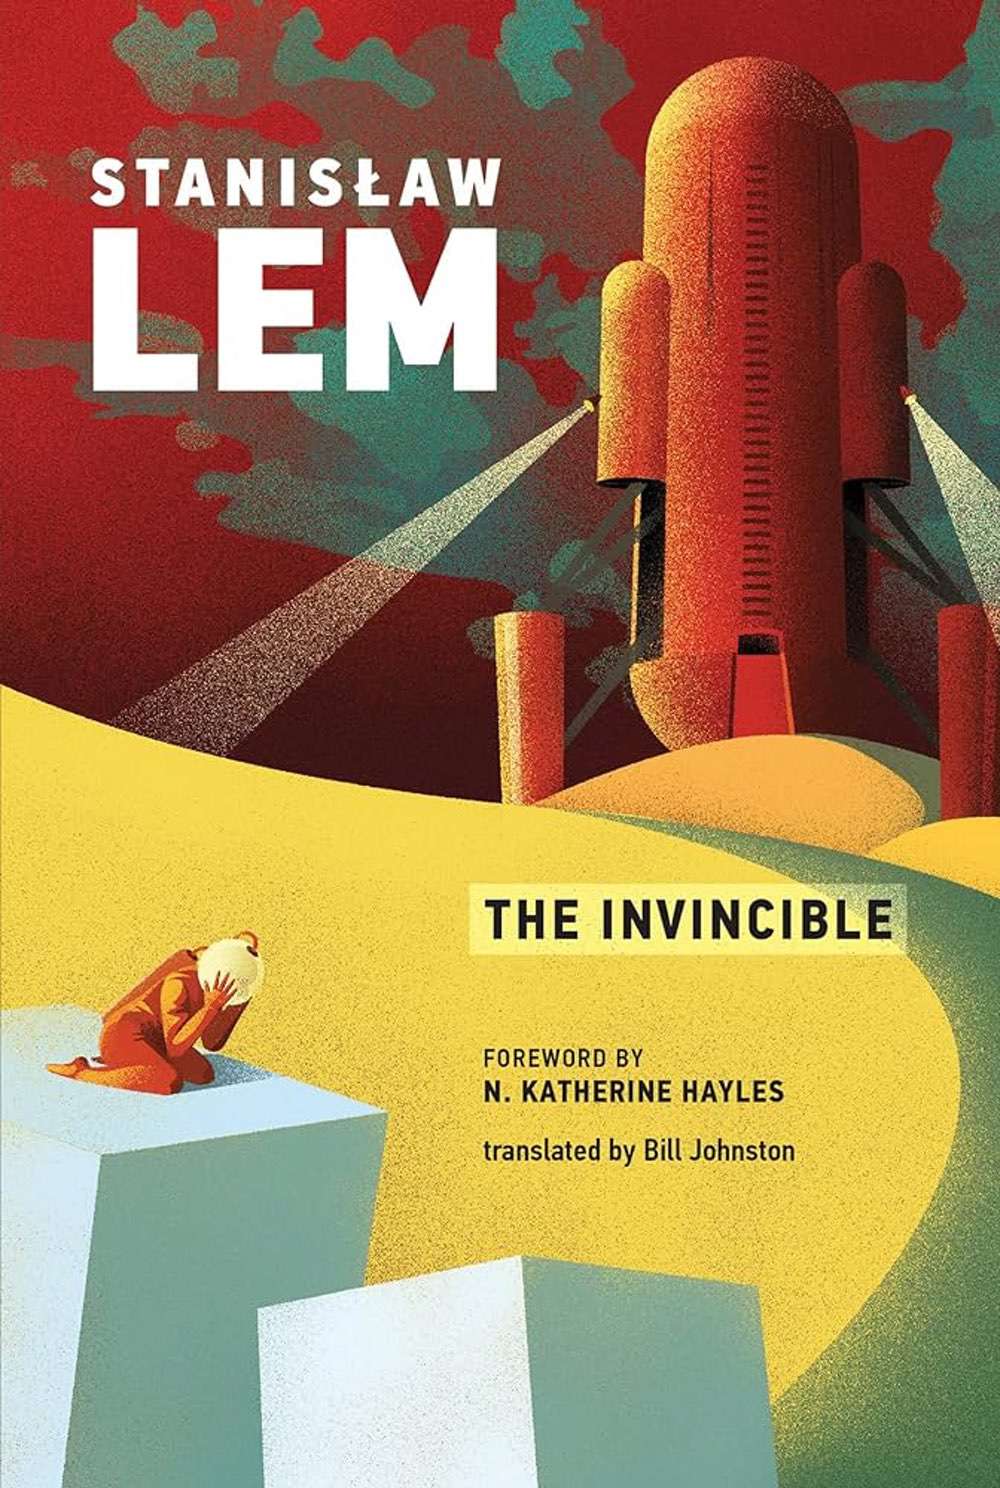 STANISŁAW
LEM
THE INVINCIBLE
FOREWORD BY
N. KATHERINE HAYLES
translated by Bill Johnston